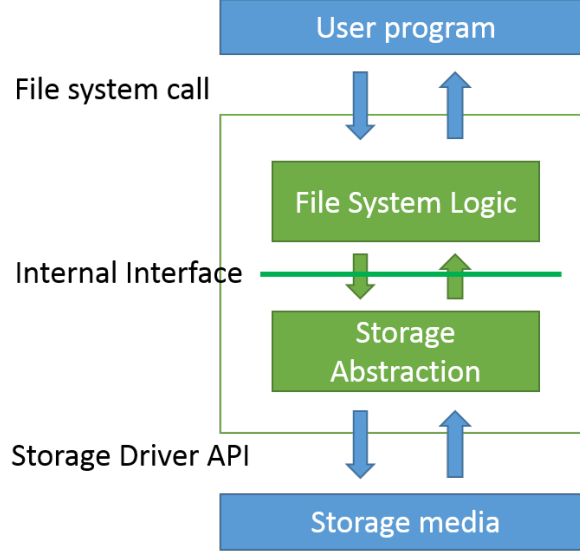 User program
File system call
File System Logic
Internal Interface
Storage
Abstraction
Storage Driver API
Storage media